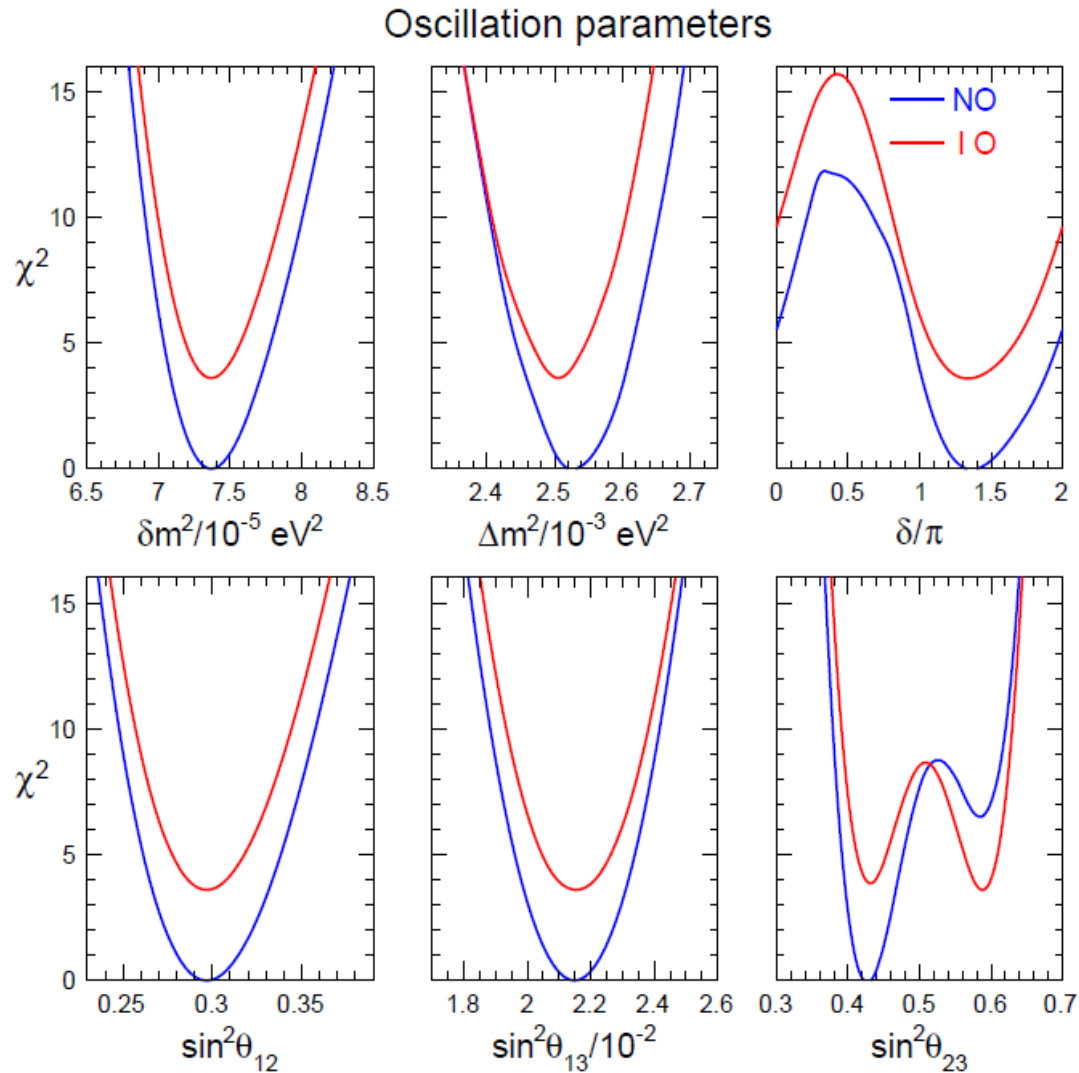 Oscillation parameters
15
10
5
0
χ²
6.5 7 7.5 8 8.5
δm²/10⁻⁵ eV²
2.4 2.5 2.6 2.7
Δm²/10⁻³ eV²
NO
I O
0 0.5 1 1.5 2
δ/π
15
10
5
0
χ²
0.25 0.3 0.35
sin²θ₁₂
1.8 2 2.2 2.4 2.6
sin²θ₁₃/10⁻²
0.3 0.4 0.5 0.6 0.7
sin²θ₂₃